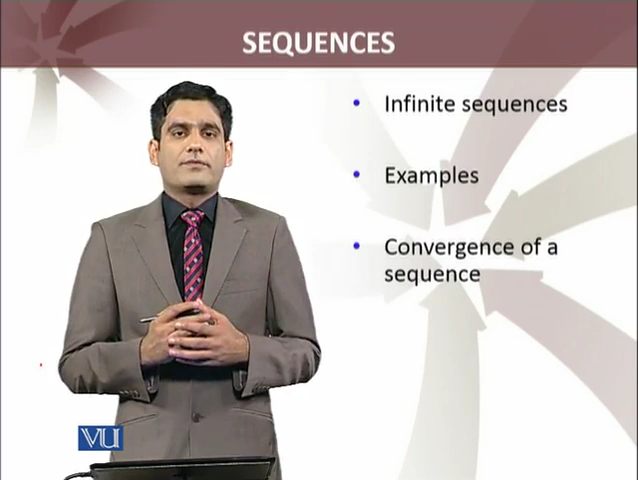 SEQUENCES
• Infinite sequences
• Examples
• Convergence of a
sequence
VU